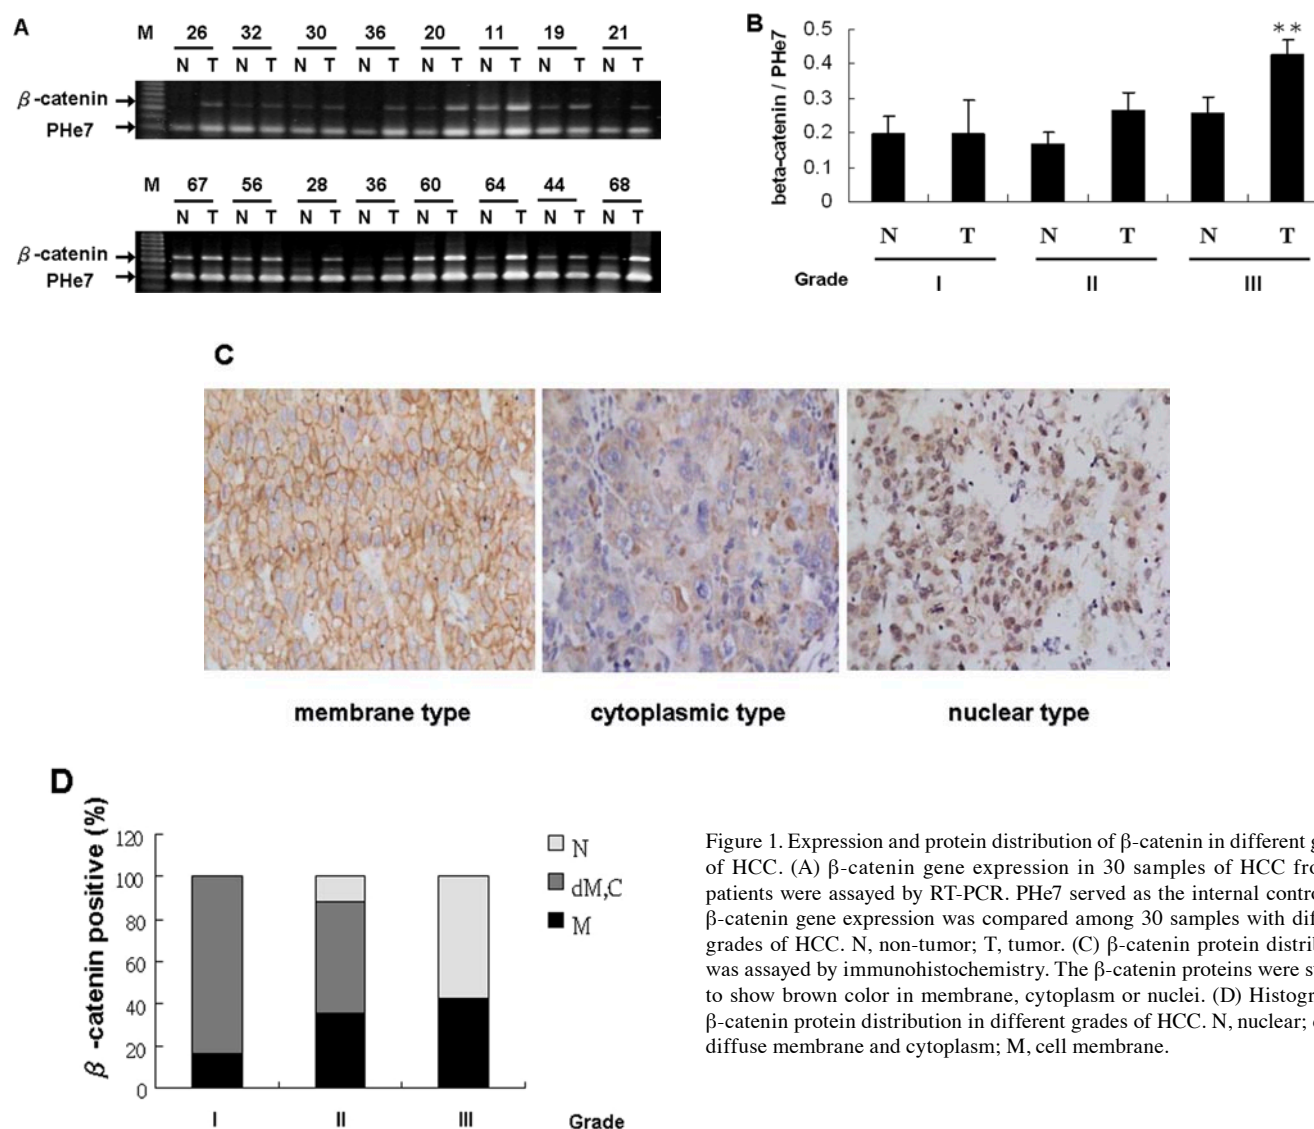 A
M 26 32 30 36 20 11 19 21
N T N T N T N T N T N T N T N T
β-catenin
PHe7
M 67 56 28 36 60 64 44 68
N T N T N T N T N T N T N T N T
β-catenin
PHe7
B
beta-catenin / PHe7
0.5
0.4
0.3
0.2
0.1
0
**
N T N T N T
Grade I II III
C
membrane type cytoplasmic type nuclear type
D
β-catenin positive (%)
120
100
80
60
40
20
0
N
dM,C
M
I II III Grade
Figure 1. Expression and protein distribution of β-catenin in different
of HCC. (A) β-catenin gene expression in 30 samples of HCC
patients were assayed by RT-PCR. PHe7 served as the internal
β-catenin gene expression was compared among 30 samples with
grades of HCC. N, non-tumor; T, tumor. (C) β-catenin protein
was assayed by immunohistochemistry. The β-catenin proteins were
to show brown color in membrane, cytoplasm or nuclei. (D)
β-catenin protein distribution in different grades of HCC. N, nuclear;
diffuse membrane and cytoplasm; M, cell membrane.